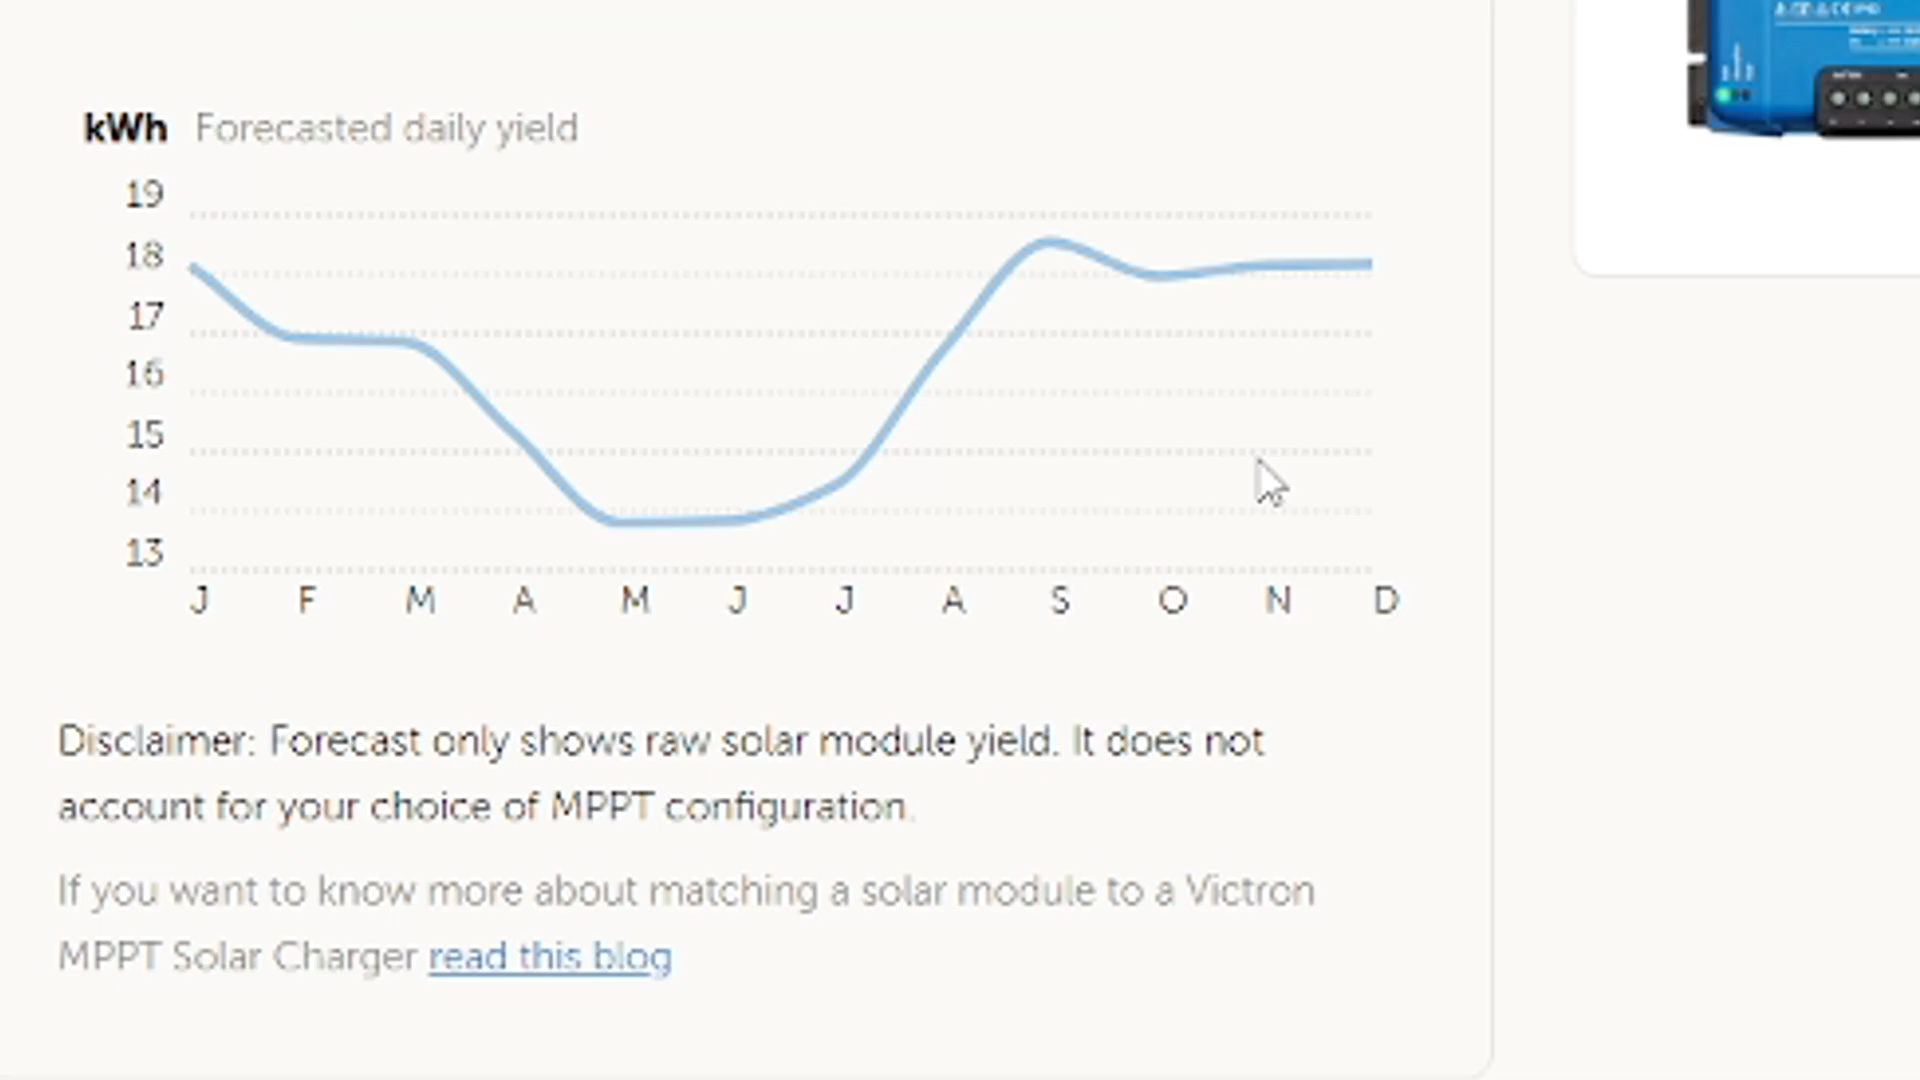 kWh Forecasted daily yield
19
18
17
16
15
14
13
J F M A M J J A S O N D
Disclaimer: Forecast only shows raw solar module yield. It does not
account for your choice of MPPT configuration.
If you want to know more about matching a solar module to a Victron
MPPT Solar Charger read this blog